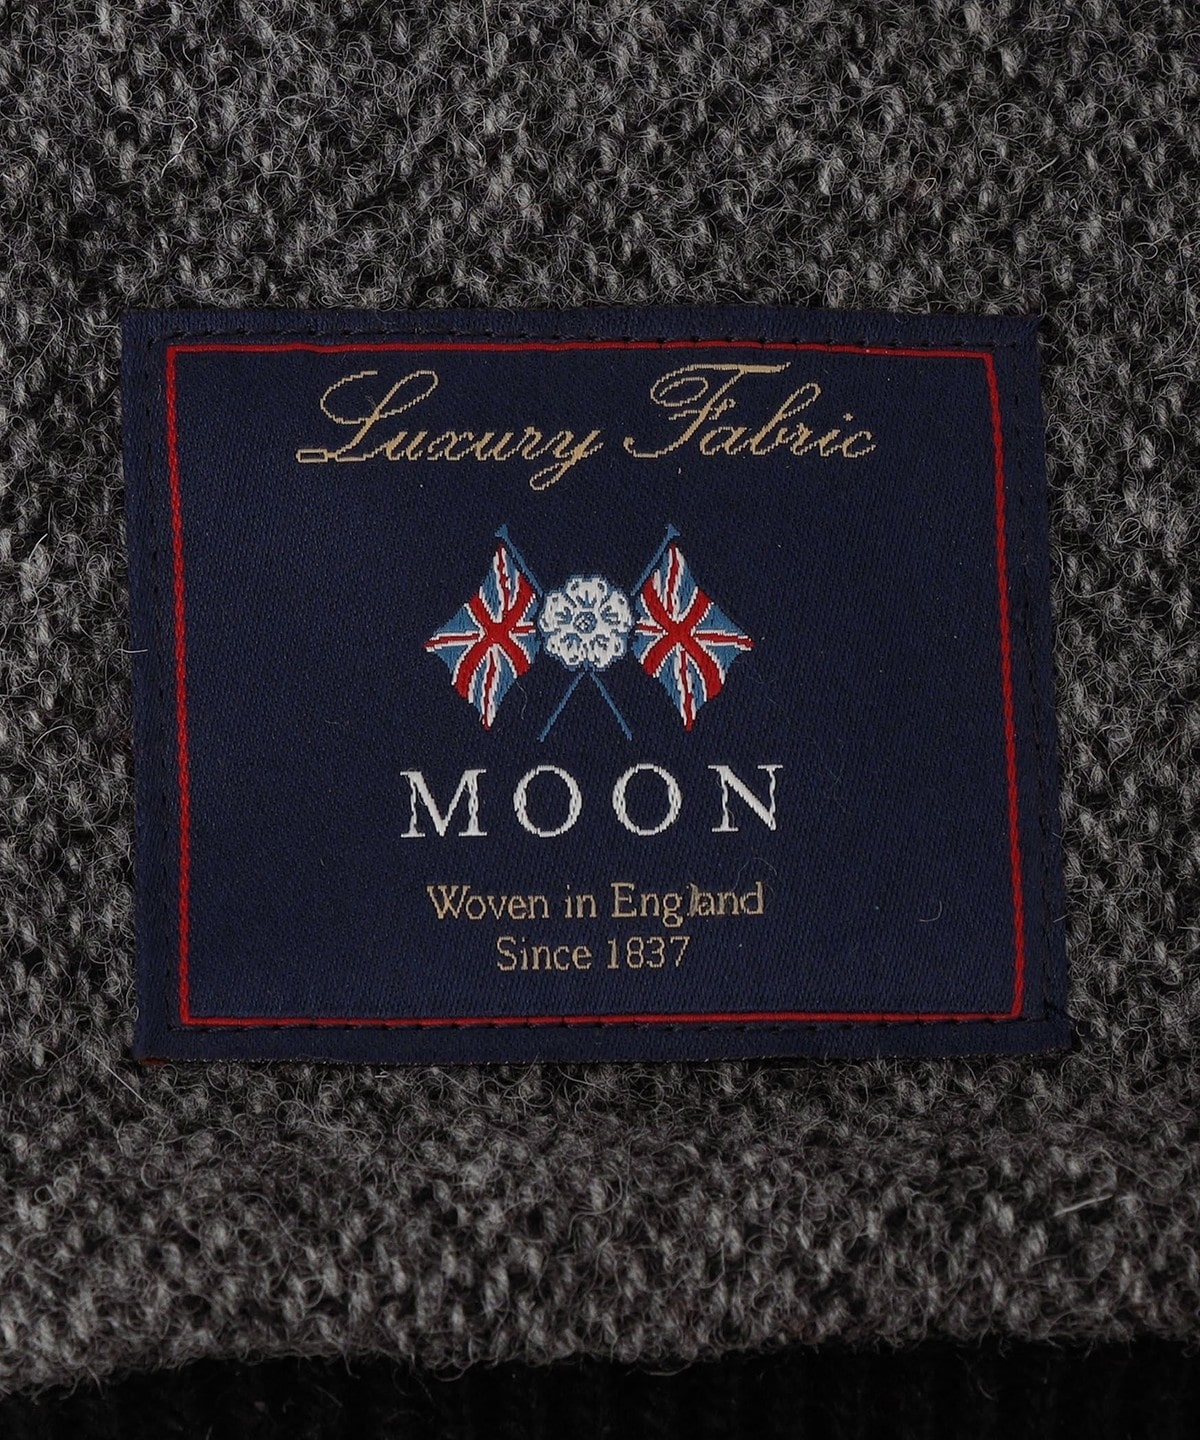 Luxury Fabric
MOON
Woven in England
Since 1837